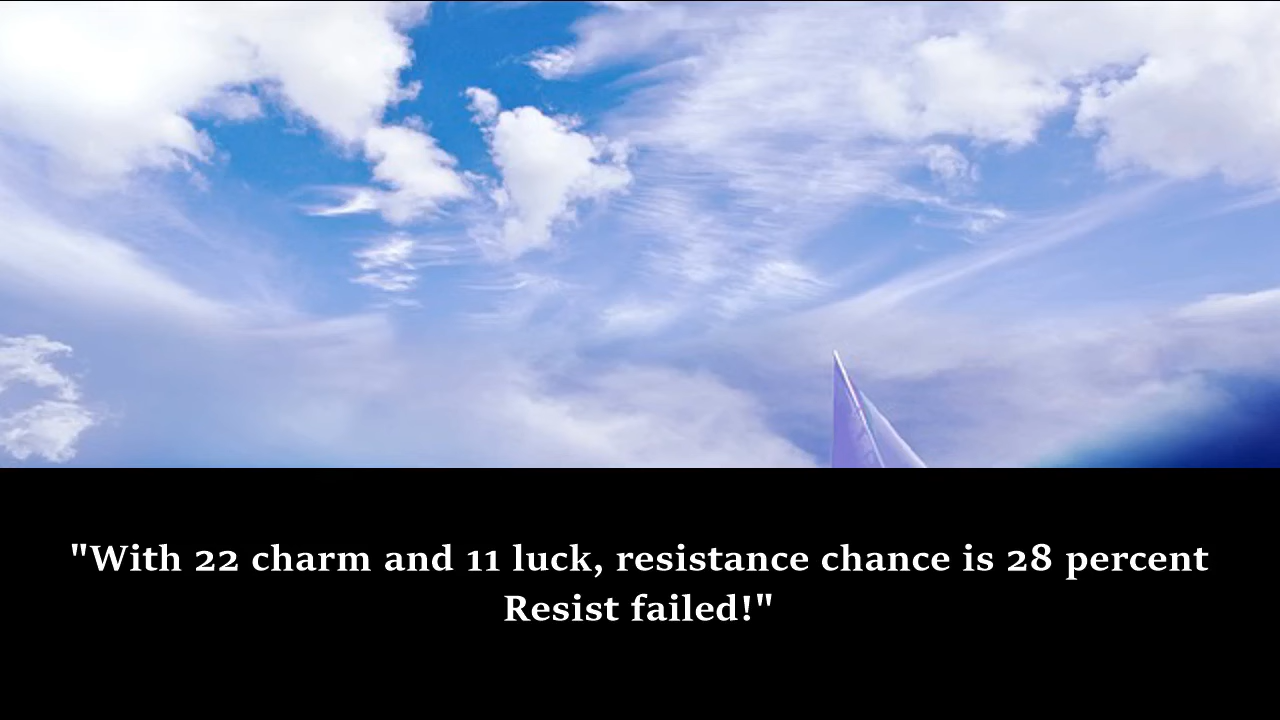 "With 22 charm and 11 luck, resistance chance is 28 percent
Resist failed!"